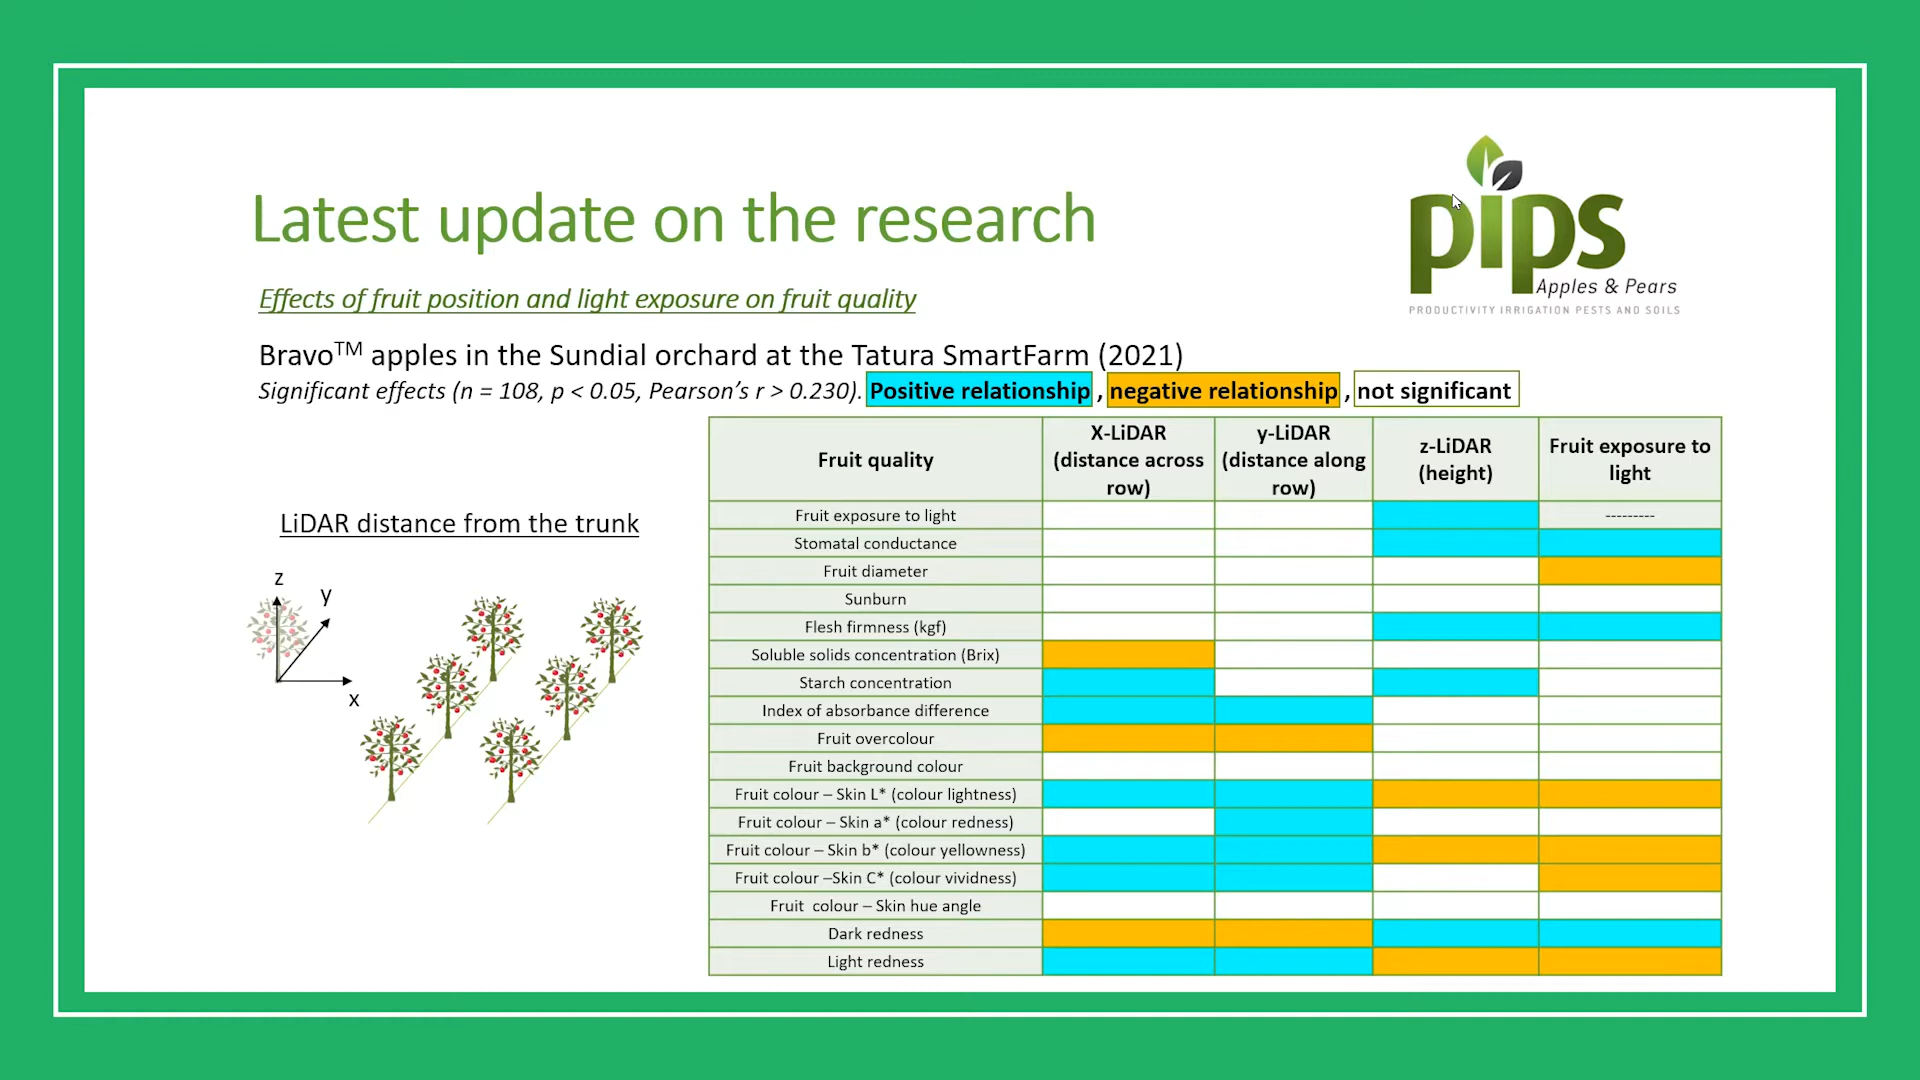 Latest update on the research
pips
Apples & Pears
PRODUCTIVITY IRRIGATION PESTS AND SOILS
Effects of fruit position and light exposure on fruit quality
Bravo™ apples in the Sundial orchard at the Tatura SmartFarm (2021)
Significant effects (n = 108, p < 0.05, Pearson's r > 0.230). Positive relationship , negative relationship , not significant
LiDAR distance from the trunk
z
y
x
Fruit quality
X-LiDAR
(distance across
row)
y-LiDAR
(distance along
row)
z-LiDAR
(height)
Fruit exposure to
light
Fruit exposure to light
---------
Stomatal conductance
Fruit diameter
Sunburn
Flesh firmness (kgf)
Soluble solids concentration (Brix)
Starch concentration
Index of absorbance difference
Fruit overcolour
Fruit background colour
Fruit colour – Skin L* (colour lightness)
Fruit colour – Skin a* (colour redness)
Fruit colour – Skin b* (colour yellowness)
Fruit colour –Skin C* (colour vividness)
Fruit  colour – Skin hue angle
Dark redness
Light redness